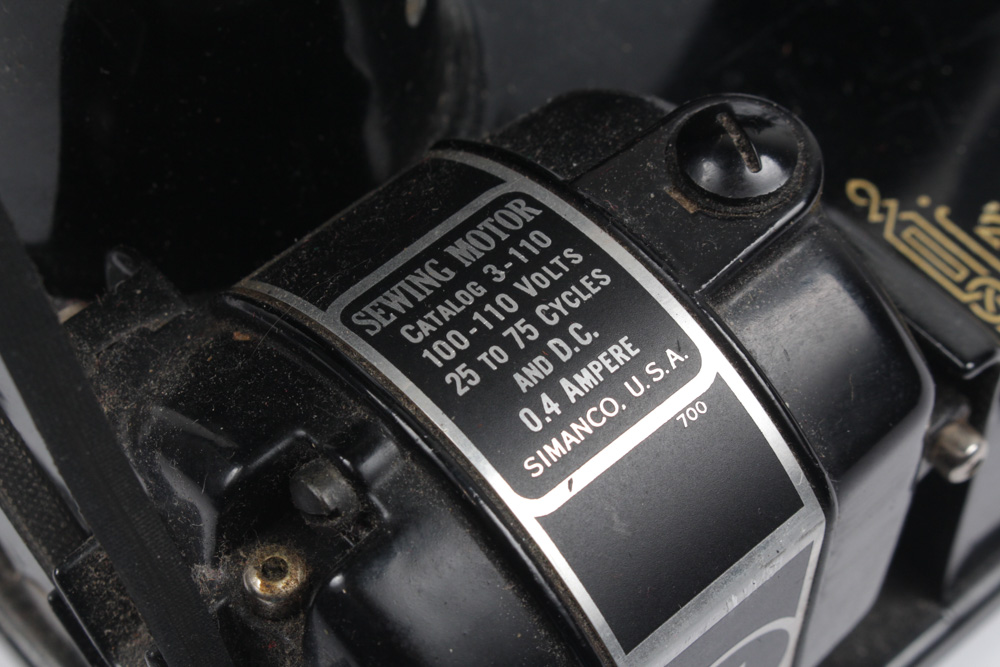 SEWING MOTOR
CATALOG 3-110
100-110 VOLTS
25 TO 75 CYCLES
AND D.C.
0.4 AMPERE
SIMANCO. U.S.A.
700